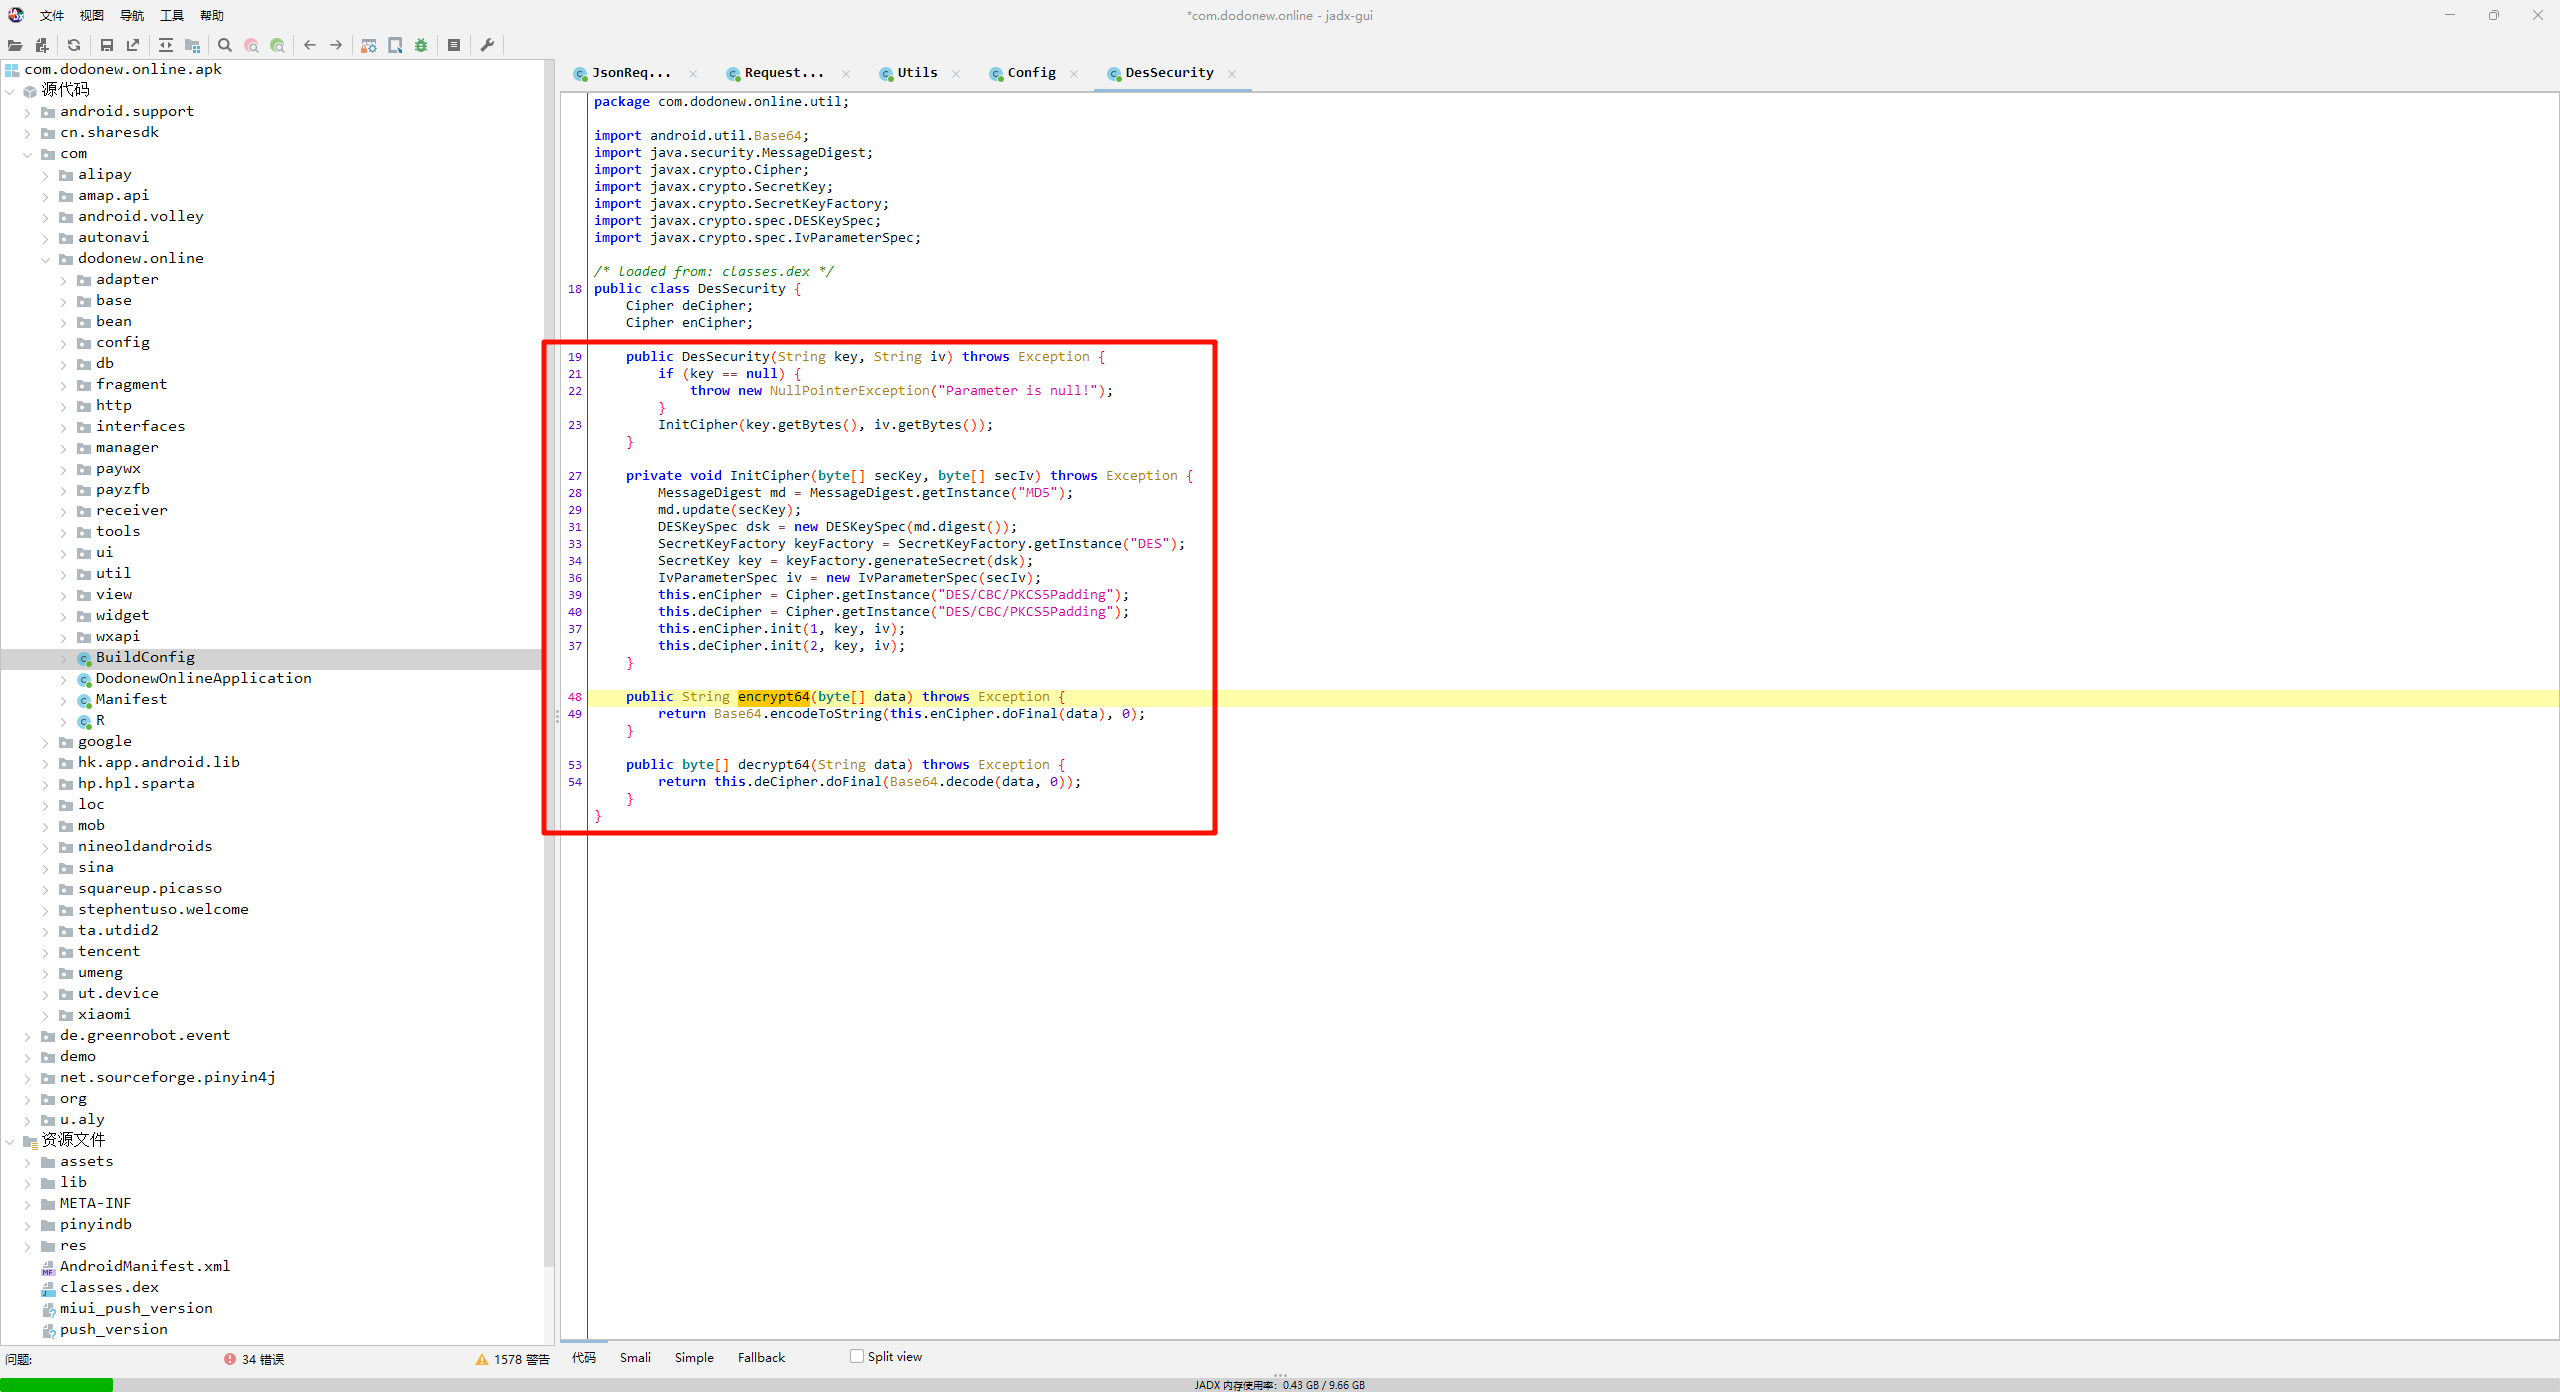 *com.dodonew.online - jadx-gui
文件 视图 导航 工具 帮助
com.dodonew.online.apk
源代码
android.support
cn.sharesdk
com
alipay
amap.api
android.volley
autonavi
dodonew.online
adapter
base
bean
config
db
fragment
http
interfaces
manager
paywx
payzfb
receiver
tools
ui
util
view
widget
wxapi
BuildConfig
DodonewOnlineApplication
Manifest
R
google
hk.app.android.lib
hp.hpl.sparta
loc
mob
nineoldandroids
sina
squareup.picasso
stephentuso.welcome
ta.utdid2
tencent
umeng
ut.device
xiaomi
de.greenrobot.event
demo
net.sourceforge.pinyin4j
org
u.aly
资源文件
assets
lib
META-INF
pinyindb
res
AndroidManifest.xml
classes.dex
miui_push_version
push_version
问题: 34 错误 1578 警告
JsonReq... Request... Utils Config DesSecurity
package com.dodonew.online.util;
import android.util.Base64;
import java.security.MessageDigest;
import javax.crypto.Cipher;
import javax.crypto.SecretKey;
import javax.crypto.SecretKeyFactory;
import javax.crypto.spec.DESKeySpec;
import javax.crypto.spec.IvParameterSpec;
/* loaded from: classes.dex */
18 public class DesSecurity {
Cipher deCipher;
Cipher enCipher;
19 public DesSecurity(String key, String iv) throws Exception {
21 if (key == null) {
22 throw new NullPointerException("Parameter is null!");
}
23 InitCipher(key.getBytes(), iv.getBytes());
}
27 private void InitCipher(byte[] secKey, byte[] secIv) throws Exception {
28 MessageDigest md = MessageDigest.getInstance("MD5");
29 md.update(secKey);
31 DESKeySpec dsk = new DESKeySpec(md.digest());
33 SecretKeyFactory keyFactory = SecretKeyFactory.getInstance("DES");
34 SecretKey key = keyFactory.generateSecret(dsk);
36 IvParameterSpec iv = new IvParameterSpec(secIv);
39 this.enCipher = Cipher.getInstance("DES/CBC/PKCS5Padding");
40 this.deCipher = Cipher.getInstance("DES/CBC/PKCS5Padding");
37 this.enCipher.init(1, key, iv);
37 this.deCipher.init(2, key, iv);
}
48 public String encrypt64(byte[] data) throws Exception {
49 return Base64.encodeToString(this.enCipher.doFinal(data), 0);
}
53 public byte[] decrypt64(String data) throws Exception {
54 return this.deCipher.doFinal(Base64.decode(data, 0));
}
}
代码 Smali Simple Fallback Split view
JADX 内存使用率: 0.43 GB / 9.66 GB